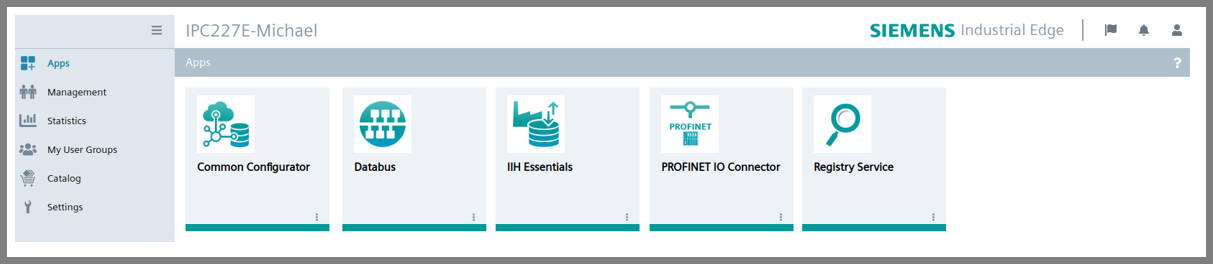 IPC227E-Michael
SIEMENS Industrial Edge
Apps
Management
Statistics
My User Groups
Catalog
Settings
Apps
?
Common Configurator
Databus
IIH Essentials
PROFINET
PROFINET IO Connector
Registry Service